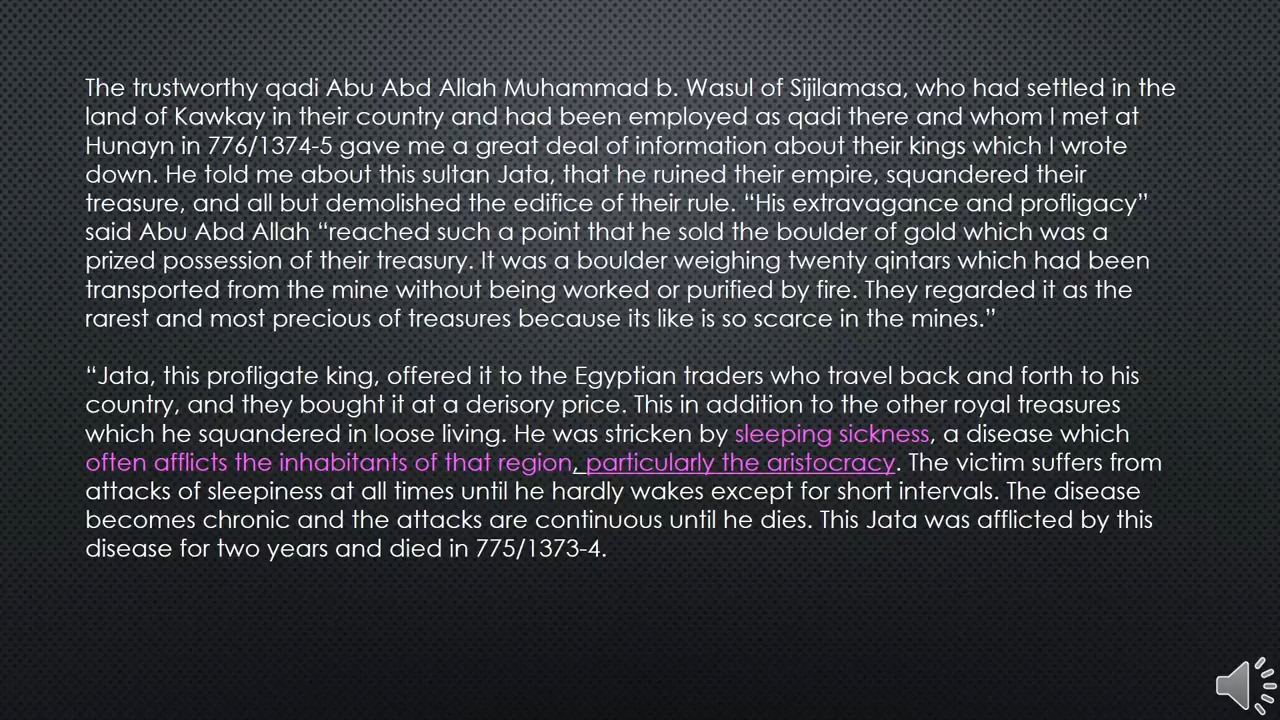 The trustworthy qadi Abu Abd Allah Muhammad b. Wasul of Sijilamasa, who had settled in the
land of Kawkay in their country and had been employed as qadi there and whom I met at
Hunayn in 776/1374-5 gave me a great deal of information about their kings which I wrote
down. He told me about this sultan Jata, that he ruined their empire, squandered their
treasure, and all but demolished the edifice of their rule. “His extravagance and profligacy”
said Abu Abd Allah “reached such a point that he sold the boulder of gold which was a
prized possession of their treasury. It was a boulder weighing twenty qintars which had been
transported from the mine without being worked or purified by fire. They regarded it as the
rarest and most precious of treasures because its like is so scarce in the mines.”
“Jata, this profligate king, offered it to the Egyptian traders who travel back and forth to his
country, and they bought it at a derisory price. This in addition to the other royal treasures
which he squandered in loose living. He was stricken by sleeping sickness, a disease which
often afflicts the inhabitants of that region, particularly the aristocracy. The victim suffers from
attacks of sleepiness at all times until he hardly wakes except for short intervals. The disease
becomes chronic and the attacks are continuous until he dies. This Jata was afflicted by this
disease for two years and died in 775/1373-4.